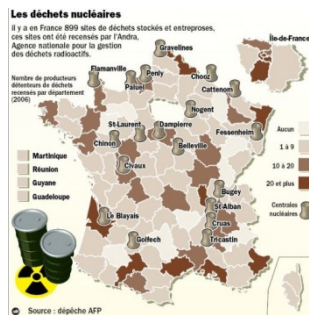 Les déchets nucléaires
il y a en France 899 sites de déchets stockés et entreproses,
ces sites ont été recensés par l'Andra,
Agence nationale pour la gestion
des déchets radioactifs.
Île-de-France
Gravelines
Flamanville
Penly
Chooz
Paluel
Cattenom
Nombre de producteurs
détenteurs de déchets
recensés par département
(2006)
Nogent
St-Laurent
Dampierre
Fessenheim
Chinon
Belleville
Civaux
Aucun
1 à 9
10 à 20
20 et plus
Martinique
Réunion
Guyane
Guadeloupe
Bugey
St-Alban
Centrales
nucléaires
Le Blayais
Cruas
Golfech
Tricastin
Source : dépêche AFP